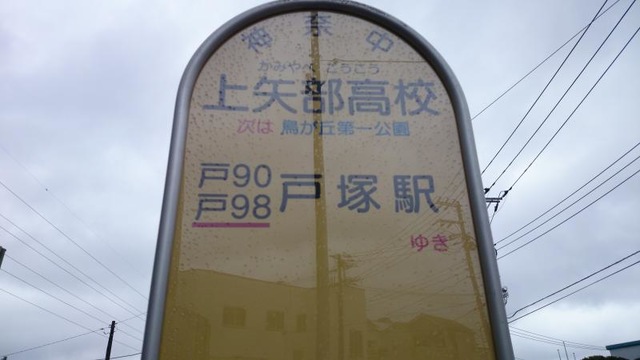 神奈中
かみやべ こうこう
上矢部高校
次は 鳥が丘第一公園
戸90
戸98 戸塚駅
ゆき